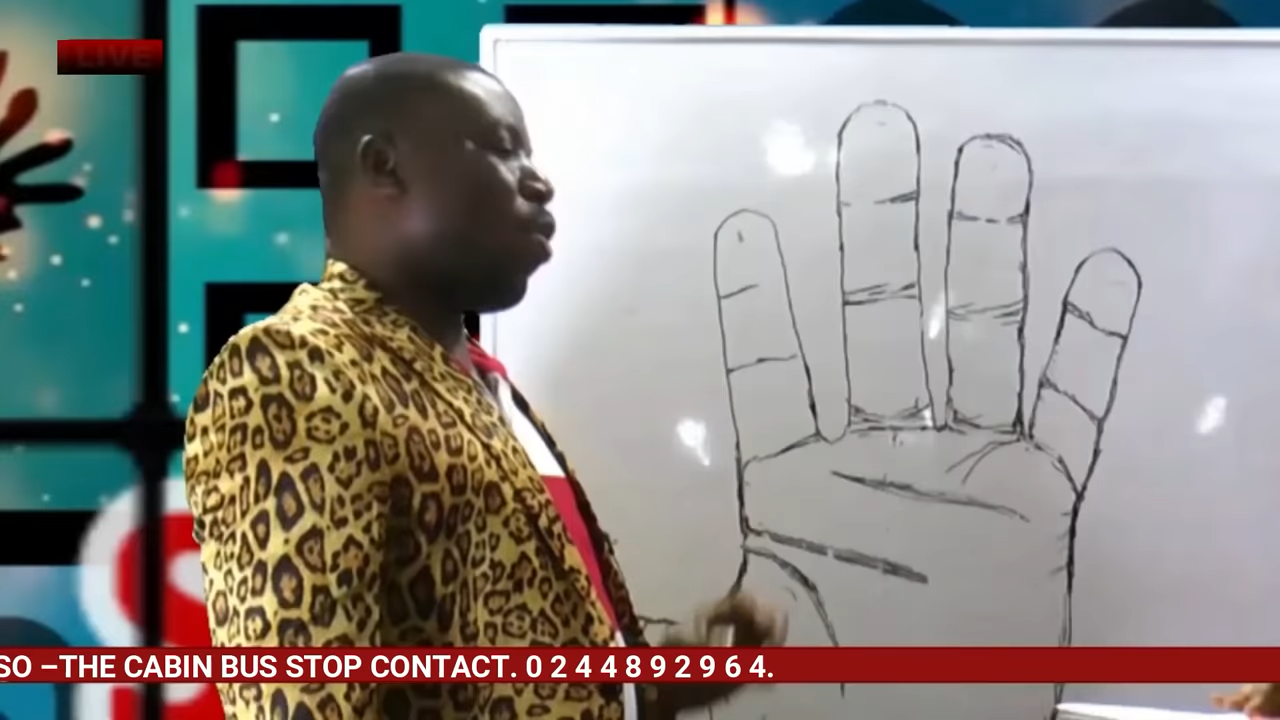 LIVE
SO –THE CABIN BUS STOP CONTACT. 0 2 4 4 8 9 2 9 6 4.